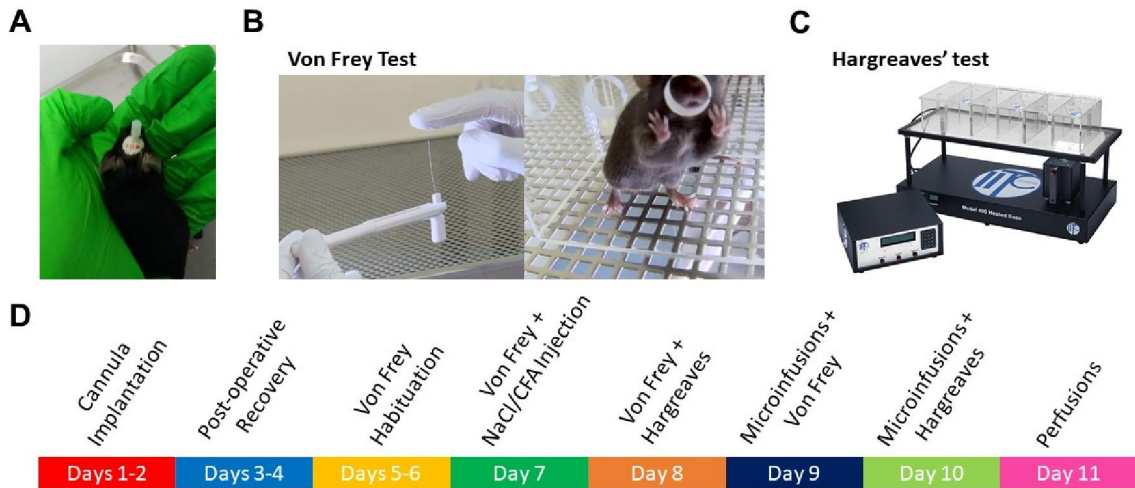 A
B
C
Von Frey Test
Hargreaves' test
IITC
Model 400 Heated Base
D
Cannula
Implantation
Post-operative
Recovery
Von Frey
Habituation
Von Frey +
NaCl/CFA Injection
Von Frey +
Hargreaves
Microinfusions+
Von Frey
Microinfusions+
Hargreaves
Perfusions
Days 1-2
Days 3-4
Days 5-6
Day 7
Day 8
Day 9
Day 10
Day 11